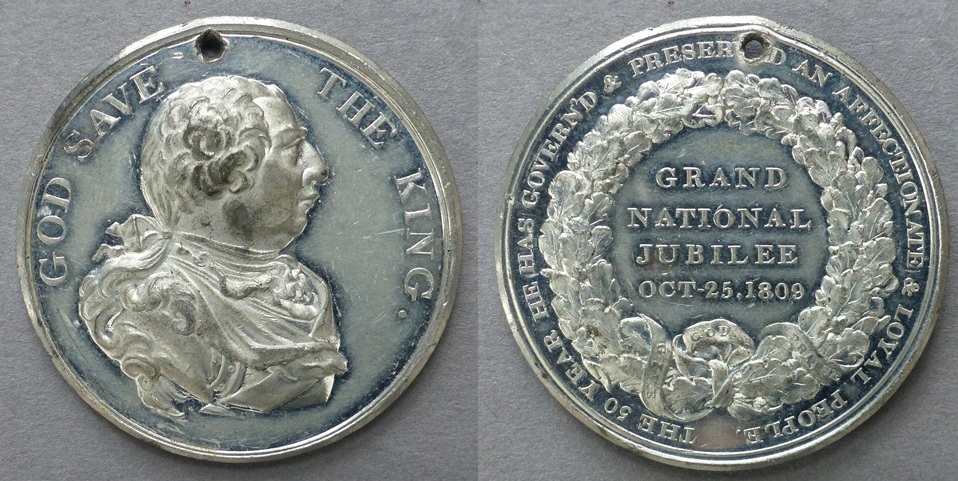 GOD SAVE THE KING.
THE 50 YEAR HE HAS GOVERN'D & PRESER D AN AFFECTIONATE & LOYAL PEOPLE.
GRAND
NATIONAL
JUBILEE
OCT-25,1809